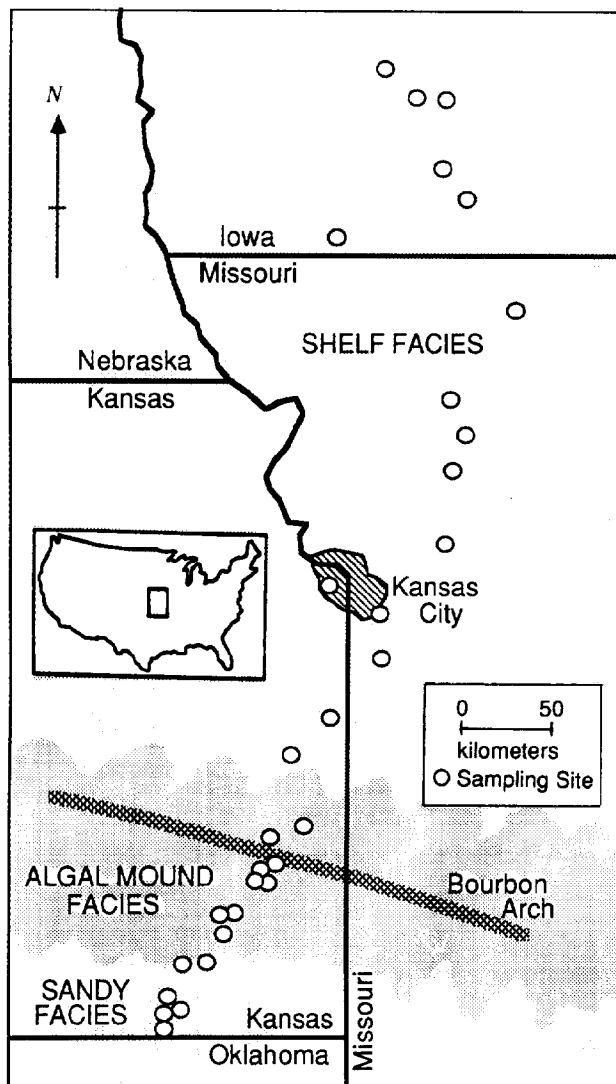 N
Iowa
Missouri
SHELF FACIES
Nebraska
Kansas
Kansas
City
0 50
kilometers
Sampling Site
ALGAL MOUND
FACIES
Bourbon
Arch
SANDY
FACIES
Kansas
Oklahoma
Missouri